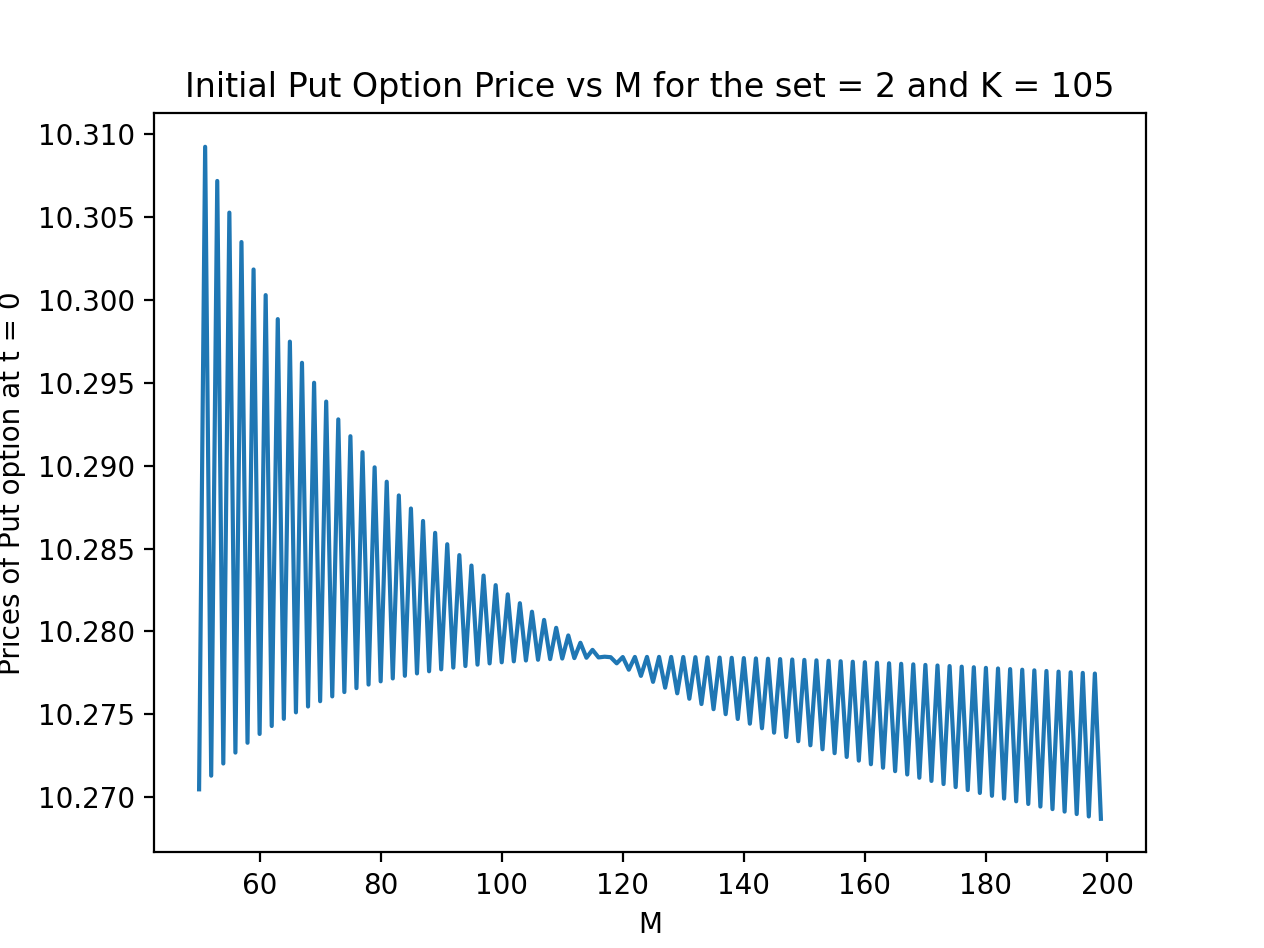 Initial Put Option Price vs M for the set = 2 and K = 105
Prices of Put option at t = 0
10.310
10.305
10.300
10.295
10.290
10.285
10.280
10.275
10.270
60 80 100 120 140 160 180 200
M